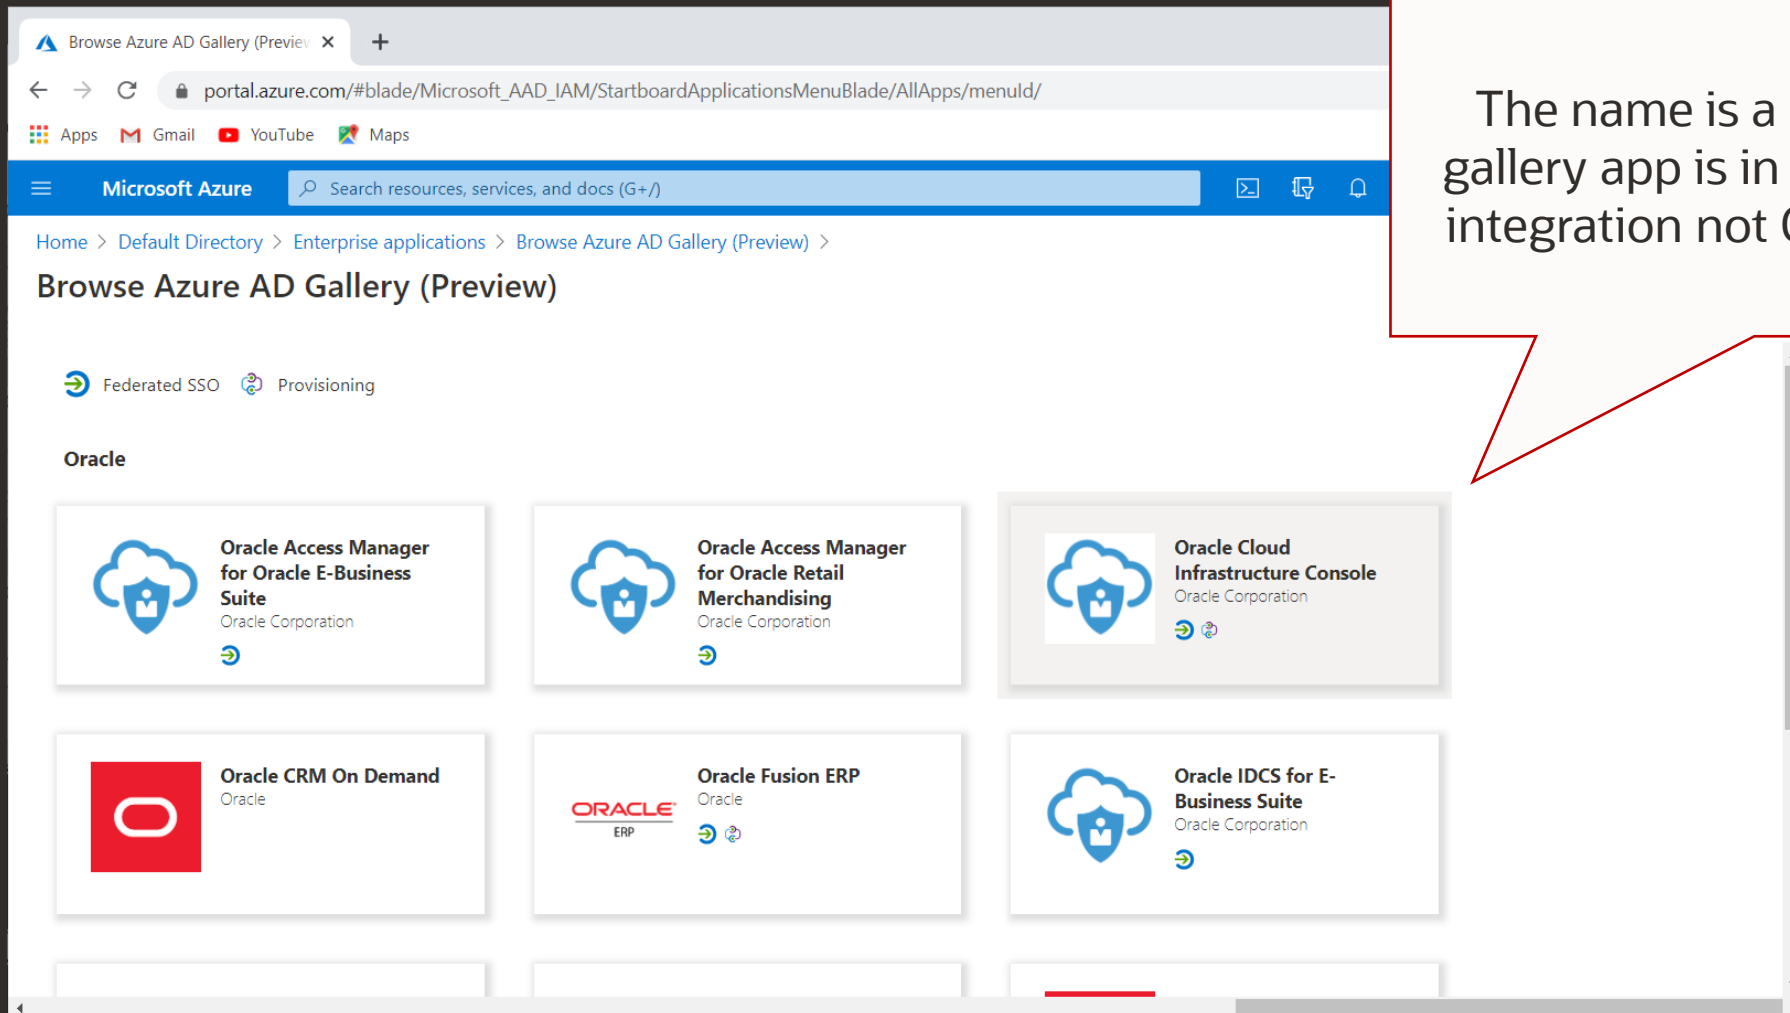 Browse Azure AD Gallery (Preview
portal.azure.com/#blade/Microsoft_AAD_IAM/StartboardApplicationsMenuBlade/AllApps/menuId/
Apps Gmail YouTube Maps
Microsoft Azure Search resources, services, and docs (G+/)
Home > Default Directory > Enterprise applications > Browse Azure AD Gallery (Preview) >
Browse Azure AD Gallery (Preview)
The name is a
gallery app is in
integration not
Federated SSO Provisioning
Oracle
Oracle Access Manager
for Oracle E-Business
Suite
Oracle Corporation
Oracle Access Manager
for Oracle Retail
Merchandising
Oracle Corporation
Oracle Cloud
Infrastructure Console
Oracle Corporation
Oracle CRM On Demand
Oracle
ORACLE
ERP
Oracle Fusion ERP
Oracle
Oracle IDCS for E-
Business Suite
Oracle Corporation